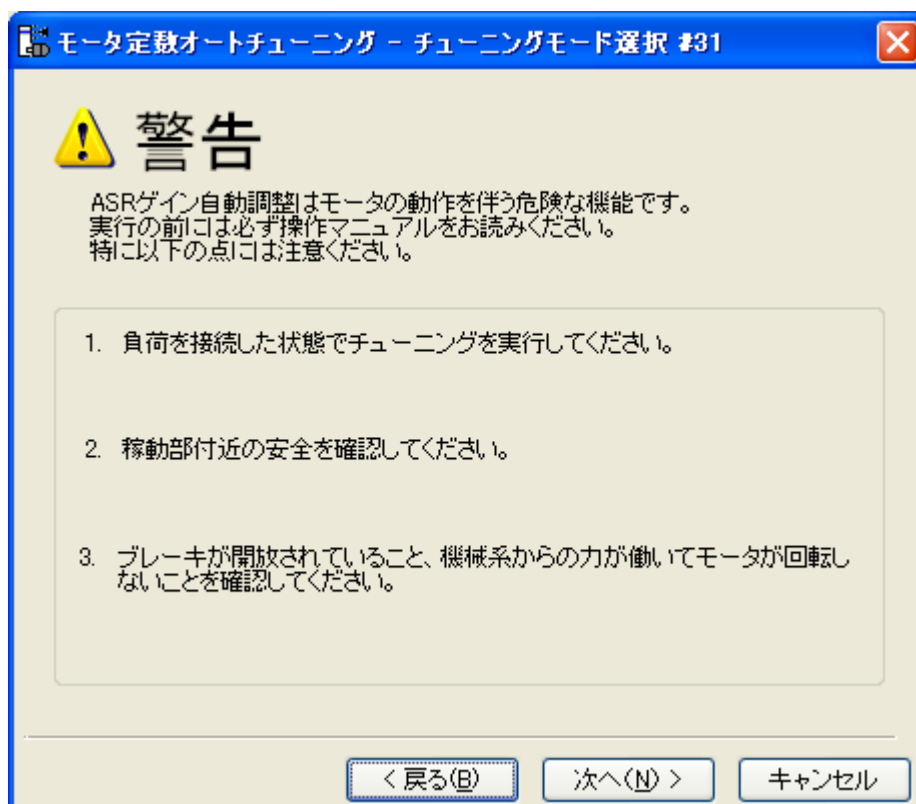 モータ定数オートチューニング - チューニングモード選択 #31
警告
ASRゲイン自動調整はモータの動作を伴う危険な機能です。
実行の前には必ず操作マニュアルをお読みください。
特に以下の点には注意ください。
1. 負荷を接続した状態でチューニングを実行してください。
2. 稼動部付近の安全を確認してください。
3. ブレーキが開放されていること、機械系からの力が働いてモータが回転し
ないことを確認してください。
< 戻る(B) 次へ(N) > キャンセル